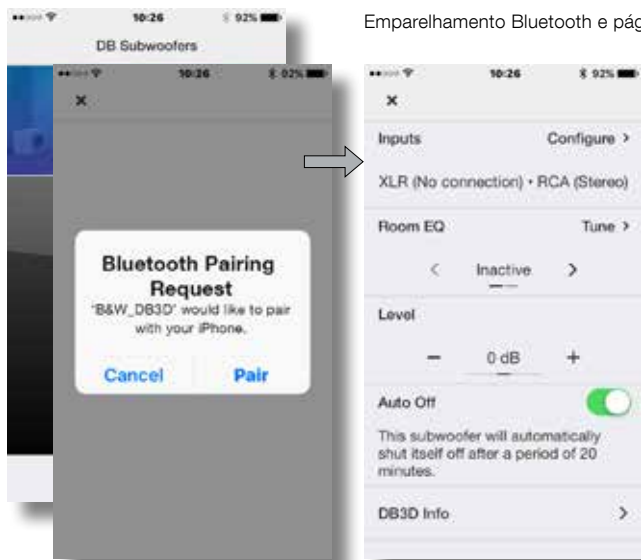 Emparelhamento Bluetooth e pág
10:26
92%
DB Subwoofers
10:26
92%
×
Bluetooth Pairing
Request
"B&W_DB3D" would like to pair
with your iPhone.
Cancel
Pair
10:26
92%
×
Inputs
Configure >
XLR (No connection) • RCA (Stereo)
Room EQ
Tune >
< Inactive >
Level
− 0 dB +
Auto Off
This subwoofer will automatically
shut itself off after a period of 20
minutes.
DB3D Info >